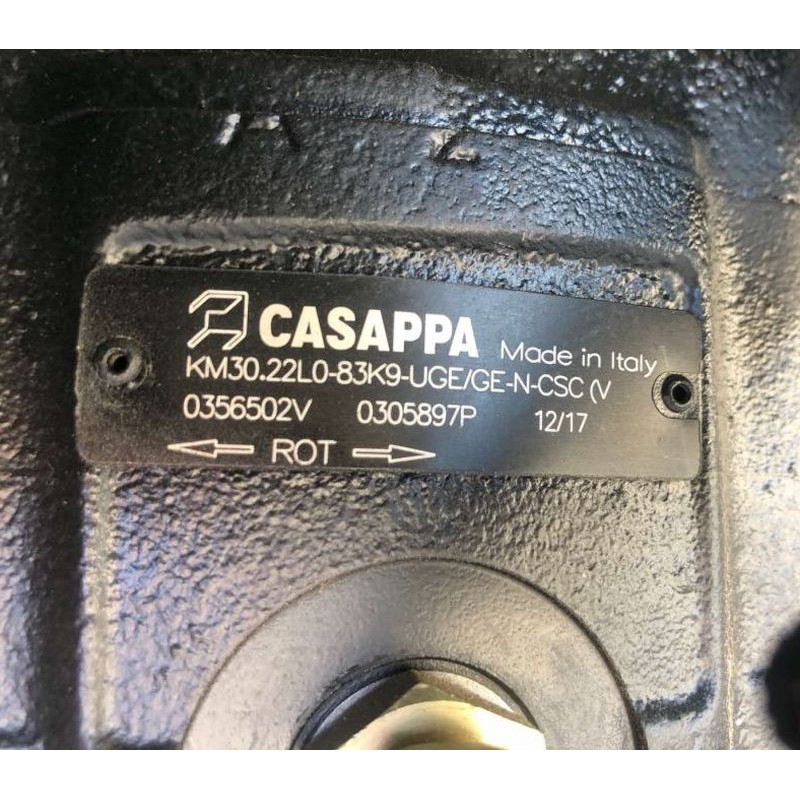 CASAPPA Made in Italy
KM30.22L0-83K9-UGE/GE-N-CSC (V
0356502V 0305897P 12/17
ROT